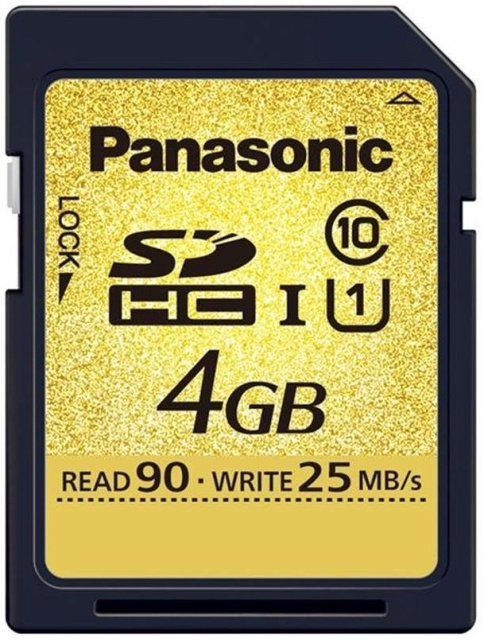 Panasonic
LOCK
SD
HC I
10
1
4GB
READ 90 · WRITE 25 MB/s